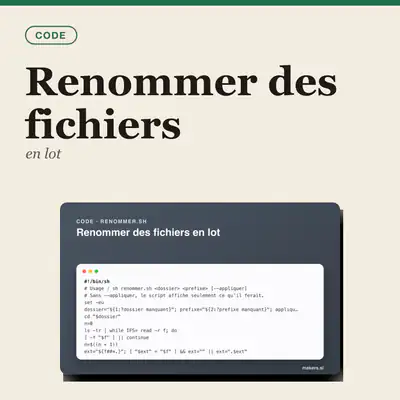 CODE
Renommer des
fichiers
en lot
CODE · RENOMMER.SH
Renommer des fichiers en lot
#!/bin/sh
# Usage / sh renommer.sh <dossier> <prefixe> [--appliquer]
# Sans --appliquer, le script affiche seulement ce qu'il ferait.
set -eu
dossier="${1:?dossier manquant}"; prefixe="${2:?prefixe manquant}"; appliqu…
cd "$dossier"
n=0
ls -tr | while IFS= read -r f; do
[ -f "$f" ] || continue
n=$((n + 1))
ext="${f##*.}"; [ "$ext" = "$f" ] && ext="" || ext=".$ext"
makers.ai